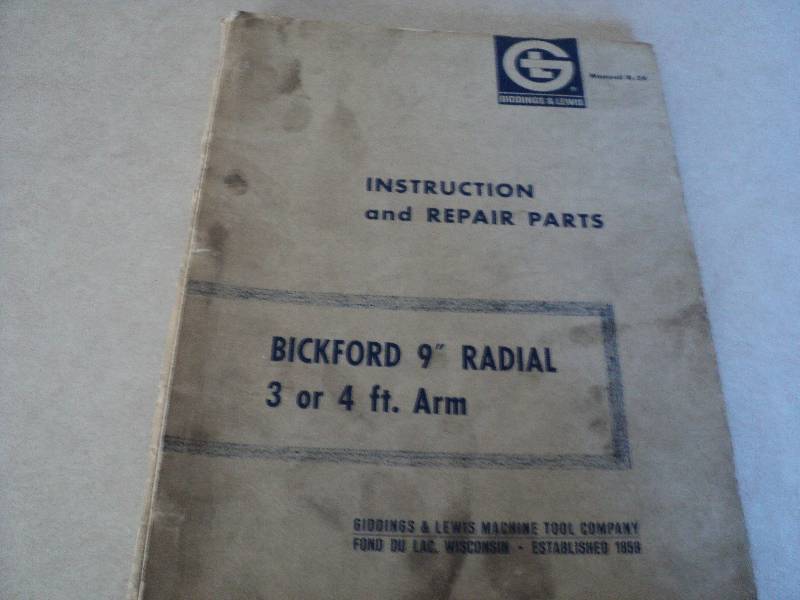 GIDDINGS & LEWIS
INSTRUCTION
and REPAIR PARTS
BICKFORD 9" RADIAL
3 or 4 ft. Arm
GIDDINGS & LEWIS MACHINE TOOL COMPANY
FOND DU LAC, WISCONSIN • ESTABLISHED 1859